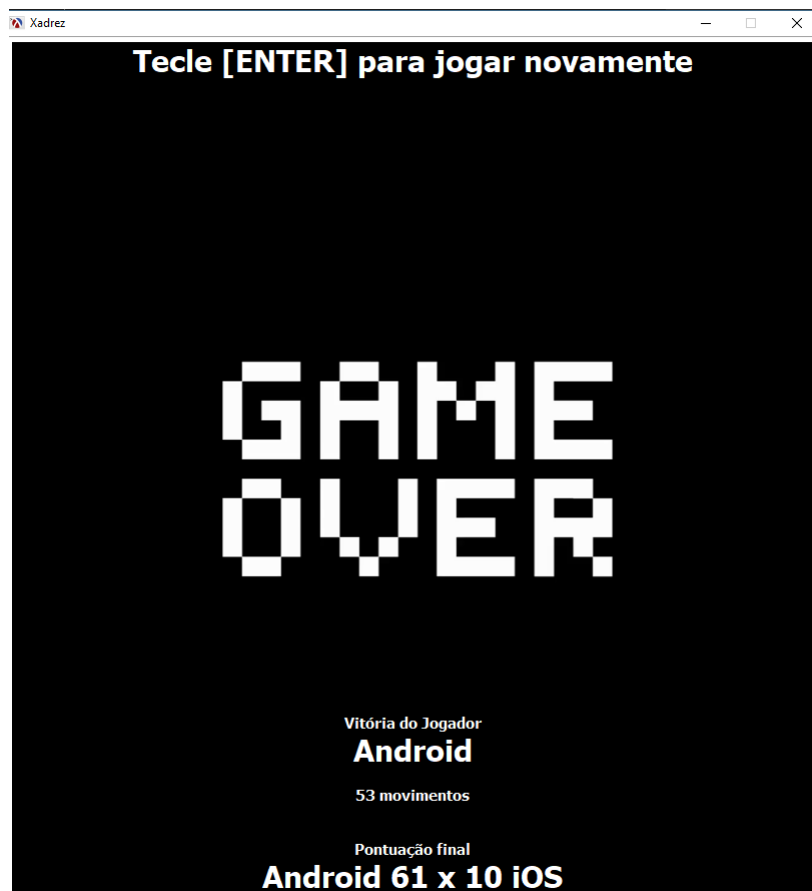 Xadrez
Tecle [ENTER] para jogar novamente
GAME
OVER
Vitória do Jogador
Android
53 movimentos
Pontuação final
Android 61 x 10 iOS